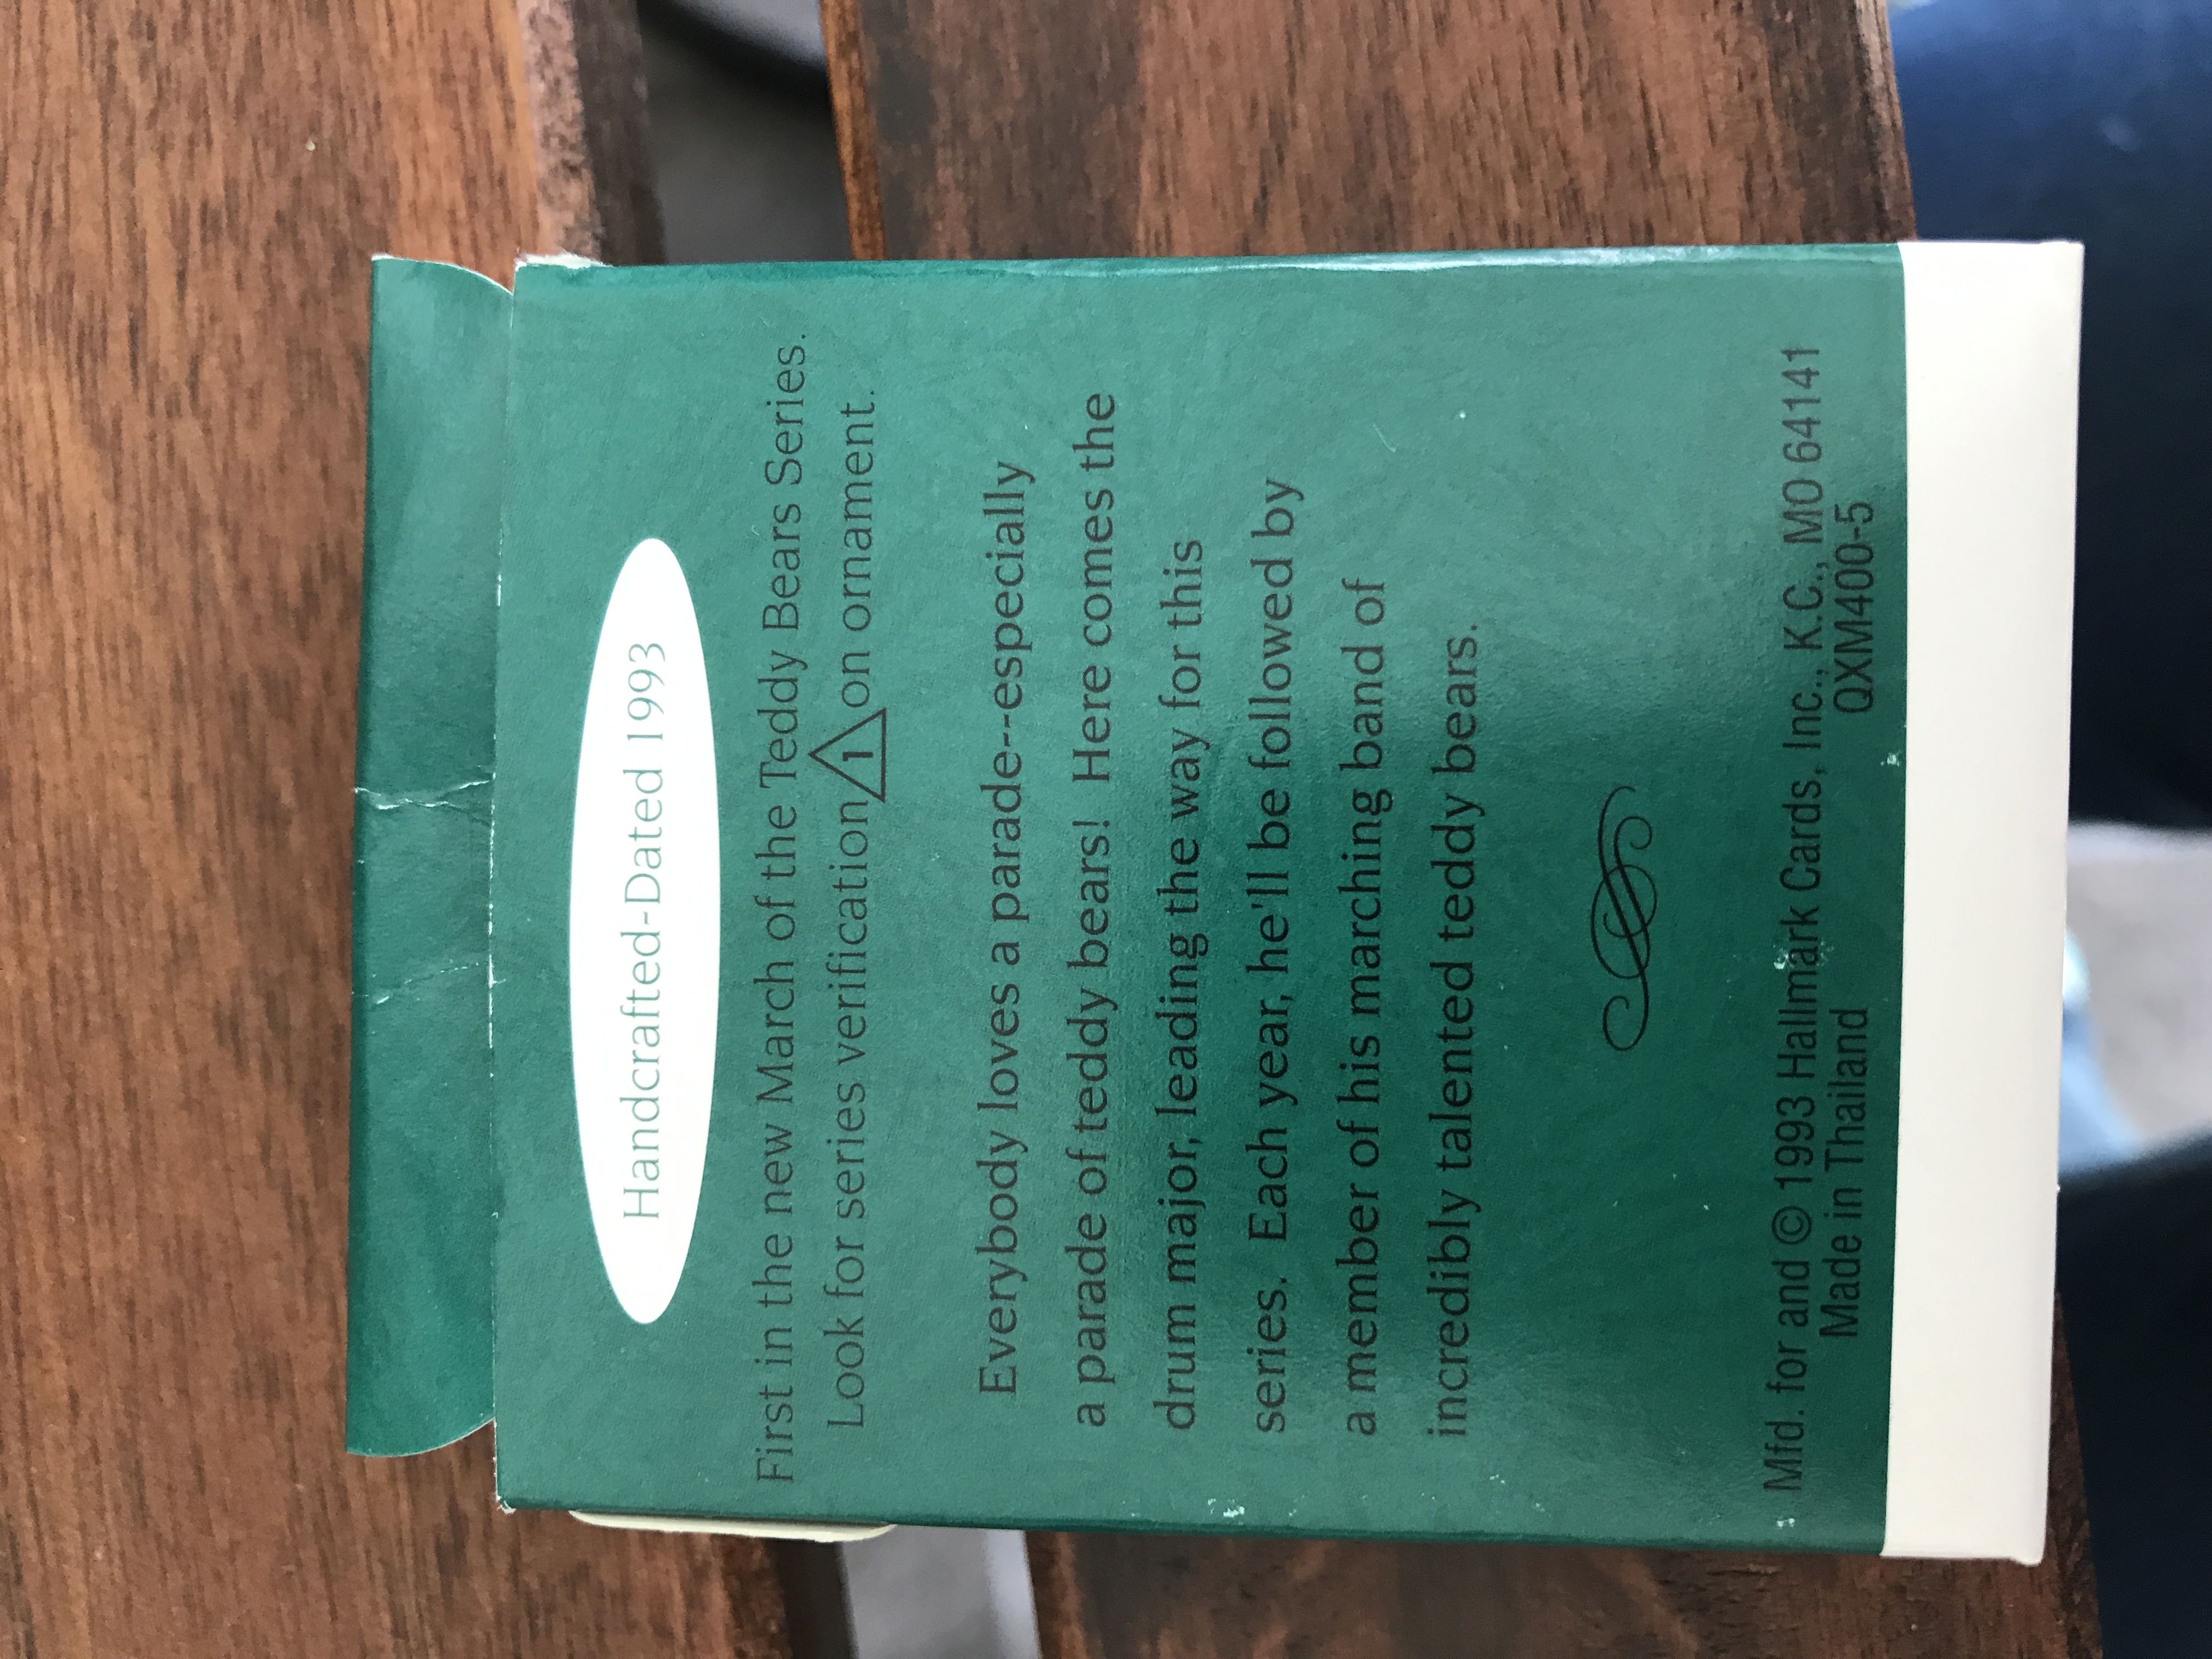 Handcrafted-Dated 1993
First in the new March of the Teddy Bears Series.
Look for series verification 1 on ornament.
Everybody loves a parade--especially
a parade of teddy bears! Here comes the
drum major, leading the way for this
series. Each year, he'll be followed by
a member of his marching band of
incredibly talented teddy bears.
Mfd. for and © 1993 Hallmark Cards, Inc., K.C., MO 64141
Made in Thailand QXM400-5